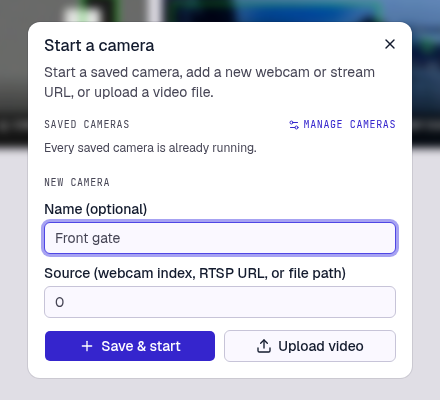 Start a camera
Start a saved camera, add a new webcam or stream
URL, or upload a video file.
SAVED CAMERAS
MANAGE CAMERAS
Every saved camera is already running.
NEW CAMERA
Name (optional)
Front gate
Source (webcam index, RTSP URL, or file path)
0
Save & start
Upload video